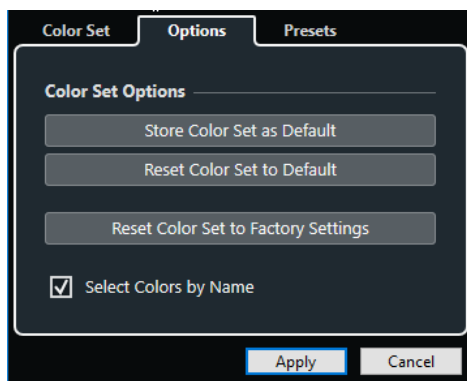 Color Set Options Presets
Color Set Options
Store Color Set as Default
Reset Color Set to Default
Reset Color Set to Factory Settings
Select Colors by Name
Apply Cancel